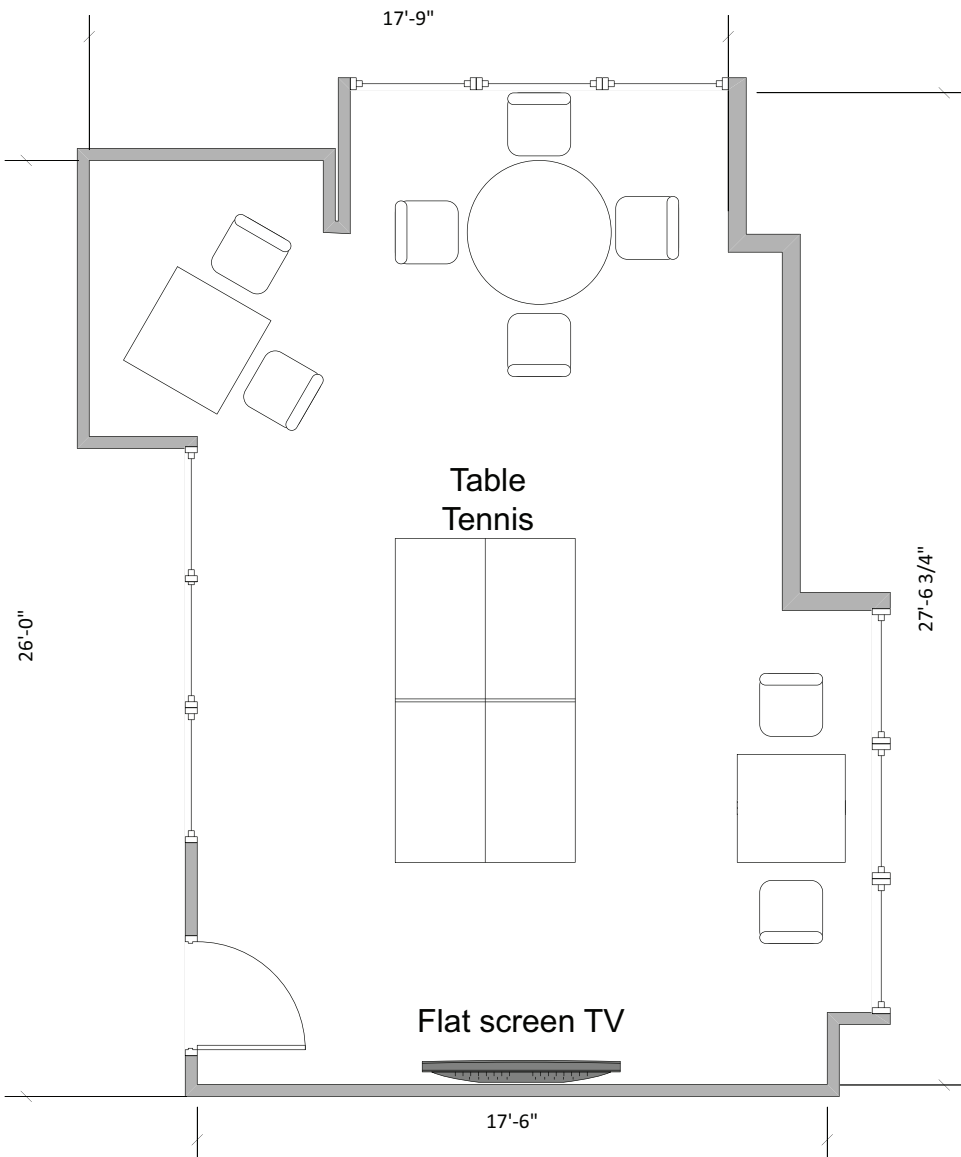 17'-9"
Table
Tennis
26'-0"
27'-6 3/4"
Flat screen TV
17'-6"